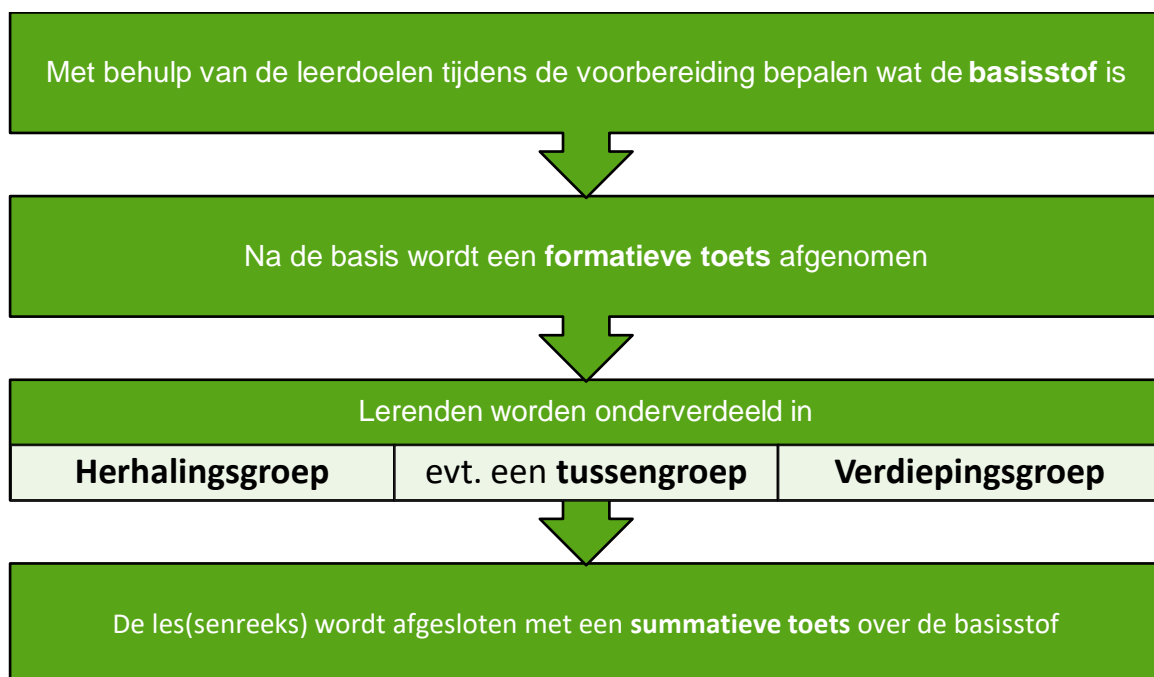 Met behulp van de leerdoelen tijdens de voorbereiding bepalen wat de basisstof is
Na de basis wordt een formatieve toets afgenomen
Lerenden worden onderverdeeld in
Herhalingsgroep
evt. een tussengroep
Verdiepingsgroep
De les(senreeks) wordt afgesloten met een summatieve toets over de basisstof